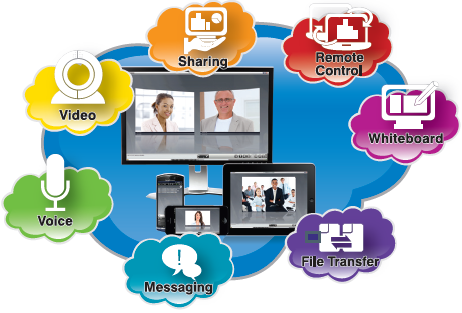 Sharing
Remote
Control
Video
Whiteboard
Voice
File Transfer
Messaging